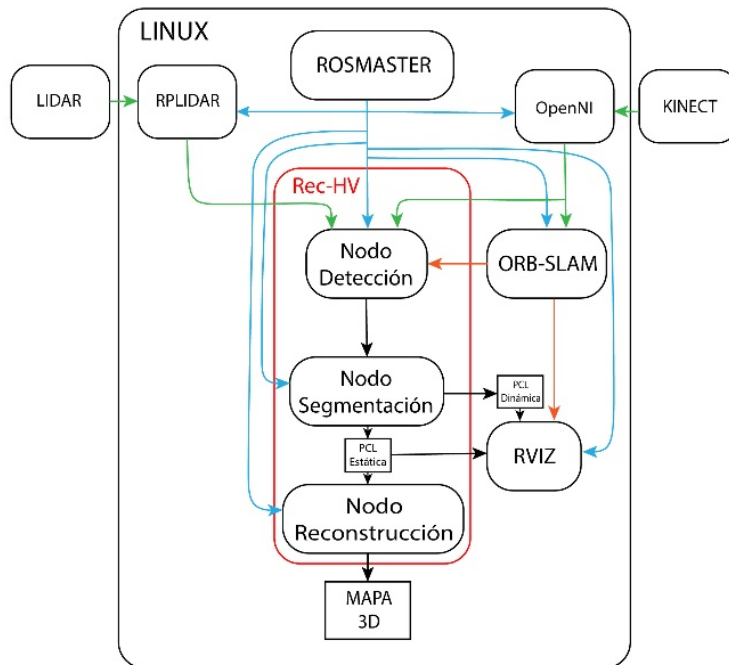 LINUX
ROSMASTER
LIDAR
RPLIDAR
OpenNI
KINECT
Rec-HV
Nodo
Detección
ORB-SLAM
Nodo
Segmentación
PCL
Dinámica
PCL
Estática
RVIZ
Nodo
Reconstrucción
MAPA
3D